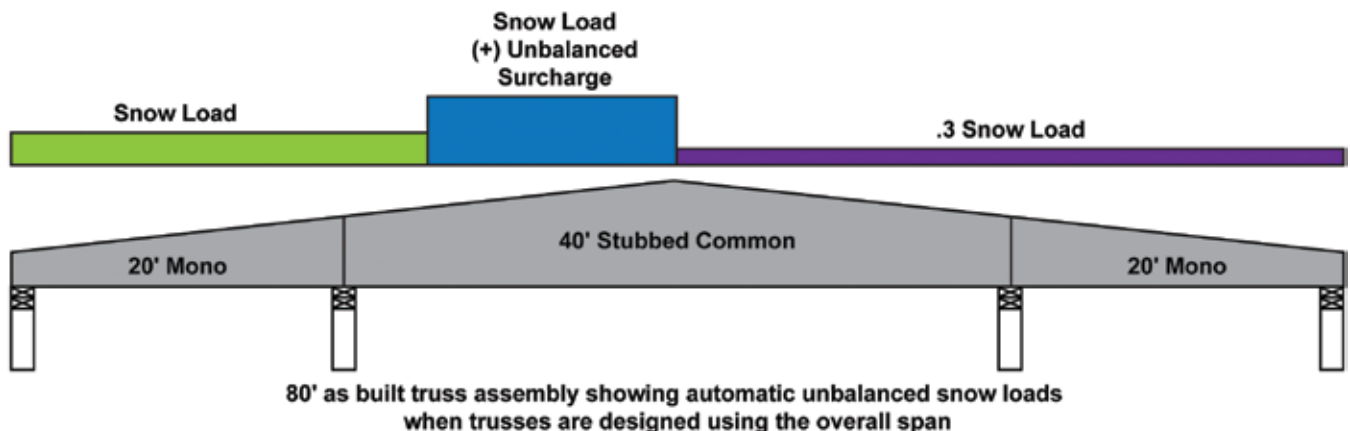 Snow Load
(+) Unbalanced
Surcharge
Snow Load
.3 Snow Load
40' Stubbed Common
20' Mono
20' Mono
80' as built truss assembly showing automatic unbalanced snow loads
when trusses are designed using the overall span